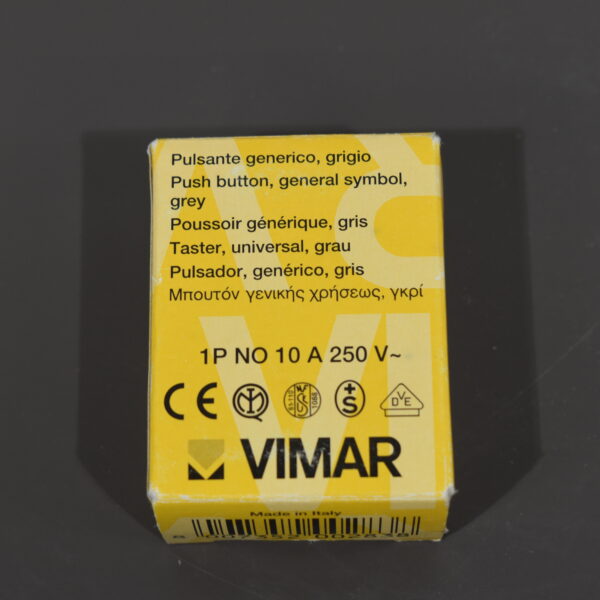 Pulsante generico, grigio
Push button, general symbol,
grey
Poussoir générique, gris
Taster, universal, grau
Pulsador, genérico, gris
Μπουτόν γενικής χρήσεως, γκρί
1P NO 10 A 250 V~
CE
DVE
VIMAR
Made in Italy